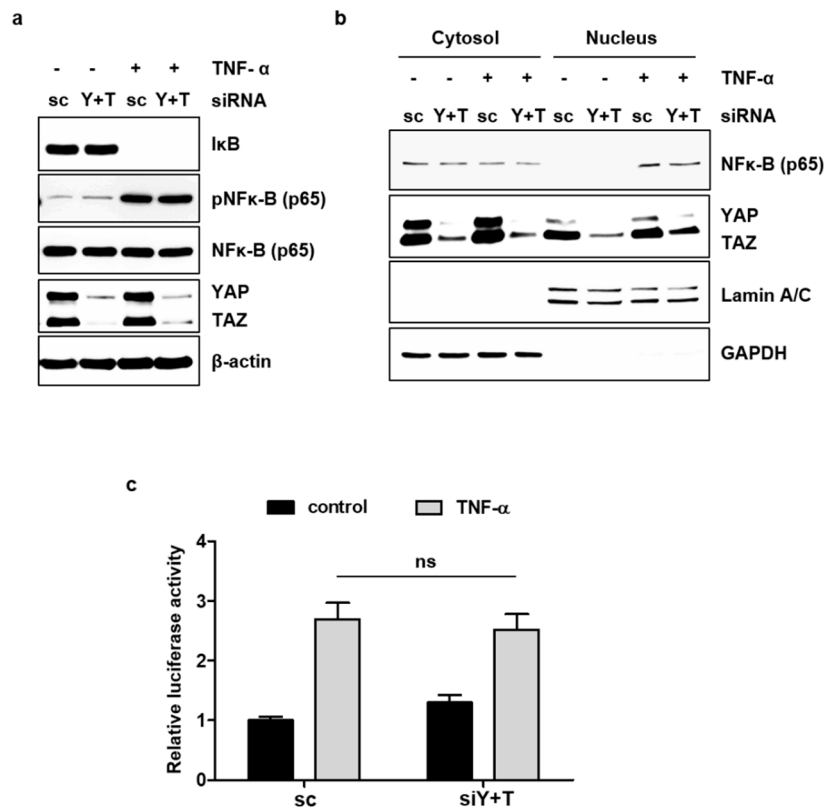 a
- - + + TNF- α
sc Y+T sc Y+T siRNA
IκB
pNFκ-B (p65)
NFκ-B (p65)
YAP
TAZ
β-actin
b
Cytosol Nucleus
- - + + - - + + TNF-α
sc Y+T sc Y+T sc Y+T sc Y+T siRNA
NFκ-B (p65)
YAP
TAZ
Lamin A/C
GAPDH
c
control TNF-α
Relative luciferase activity
4
3
2
1
0
ns
sc siY+T